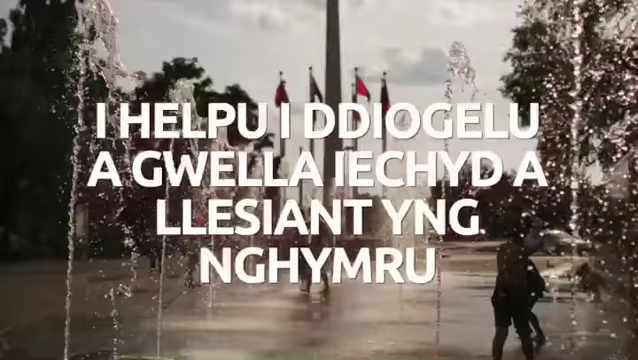 I HELPU I DDIOGELU
A GWELLA IECHYD A
LLESIANT YNG
NGHYMRU